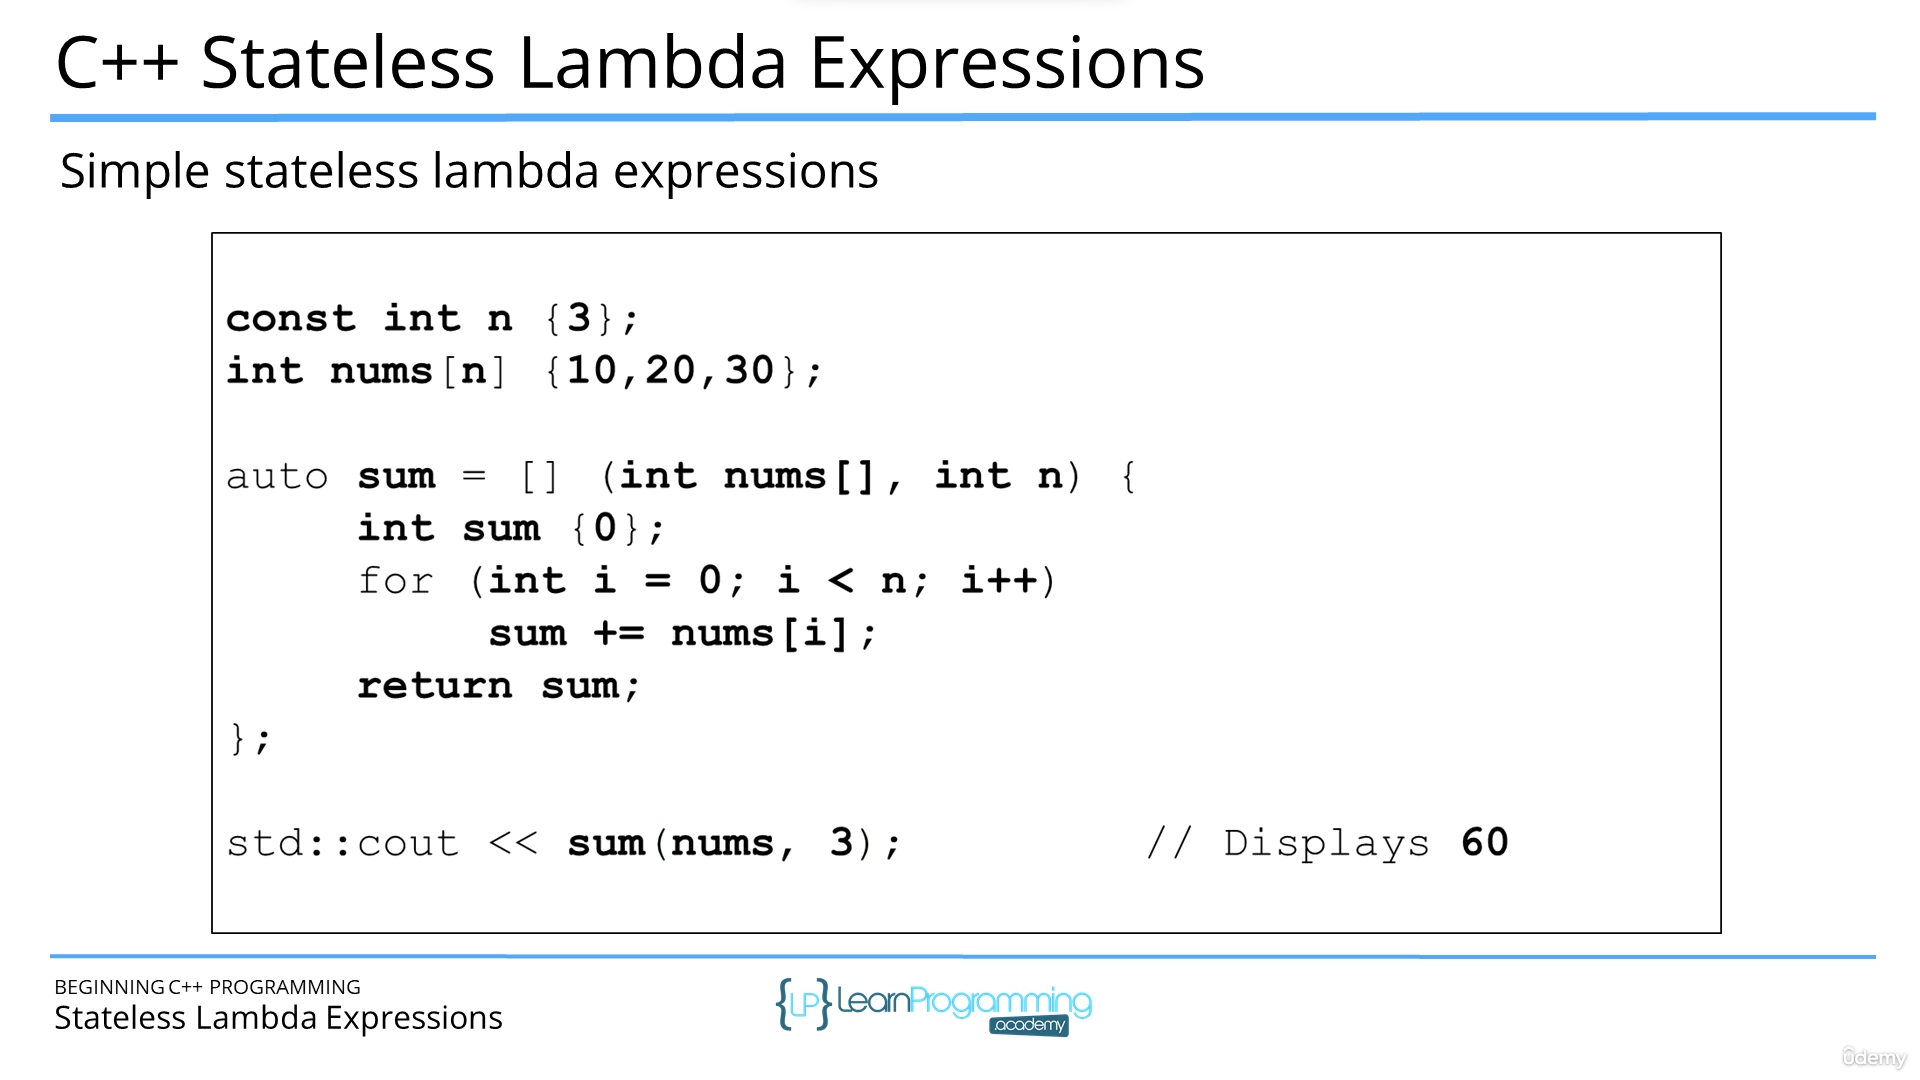 C++ Stateless Lambda Expressions
Simple stateless lambda expressions
const int n {3};
int nums[n] {10,20,30};
auto sum = [] (int nums[], int n) {
int sum {0};
for (int i = 0; i < n; i++)
sum += nums[i];
return sum;
};
std::cout << sum(nums, 3); // Displays 60
BEGINNING C++ PROGRAMMING
Stateless Lambda Expressions
{LP} LearnProgramming
academy
ûdemy